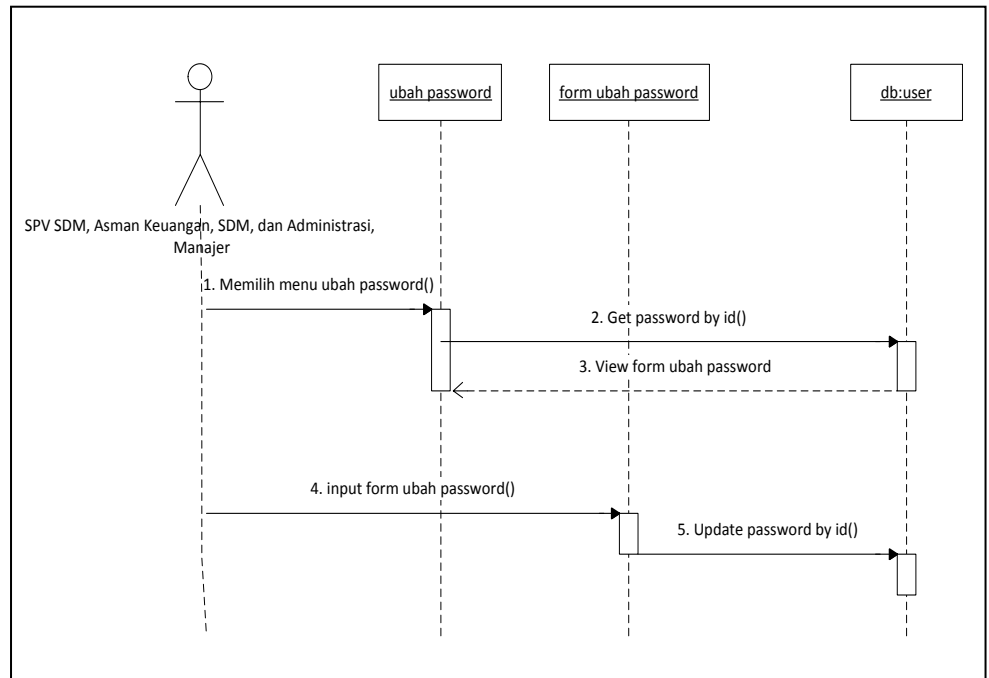 ubah password
form ubah password
db:user
SPV SDM, Asman Keuangan, SDM, dan Administrasi,
Manajer
1. Memilih menu ubah password()
2. Get password by id()
3. View form ubah password
4. input form ubah password()
5. Update password by id()